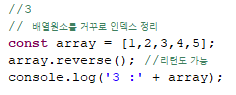 //3
// 배열원소를 거꾸로 인덱스 정리
const array = [1,2,3,4,5];
array.reverse(); //리턴도 가능
console.log('3 :' + array);